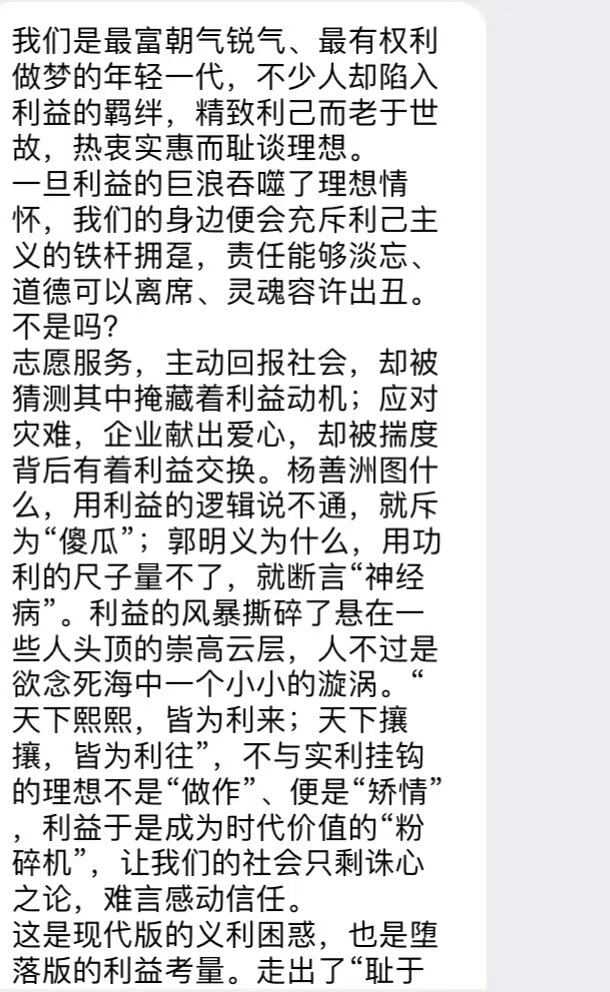 我们是最富朝气锐气、最有权利
做梦的年轻一代，不少人却陷入
利益的羁绊，精致利己而老于世
故，热衷实惠而耻谈理想。
一旦利益的巨浪吞噬了理想情
怀，我们的身边便会充斥利己主
义的铁杆拥趸，责任能够淡忘、
道德可以离席、灵魂容许出丑。
不是吗？
志愿服务，主动回报社会，却被
猜测其中掩藏着利益动机；应对
灾难，企业献出爱心，却被揣度
背后有着利益交换。杨善洲图什
么，用利益的逻辑说不通，就斥
为“傻瓜”；郭明义为什么，用功
利的尺子量不了，就断言“神经
病”。利益的风暴撕碎了悬在一
些人头顶的崇高云层，人不过是
欲念死海中一个小小的漩涡。“
天下熙熙，皆为利来；天下攘
攘，皆为利往”，不与实利挂钩
的理想不是“做作”、便是“矫情”
，利益于是成为时代价值的“粉
碎机”，让我们的社会只剩诛心
之论，难言感动信任。
这是现代版的义利困惑，也是堕
落版的利益考量。走出了“耻于